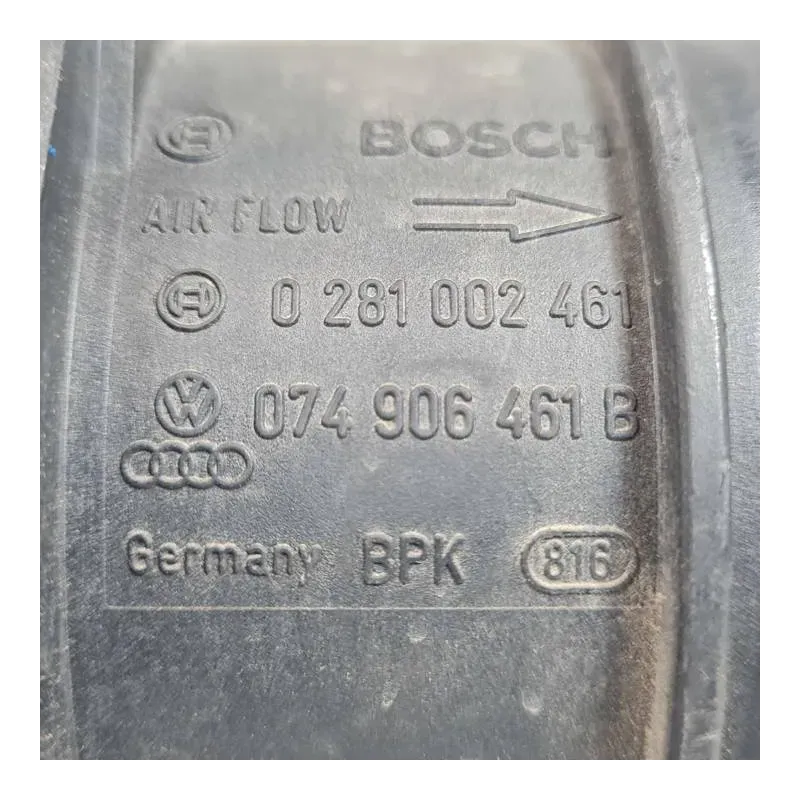 BOSCH
AIR FLOW
0 281 002 461
074 906 461 B
Germany BPK 816